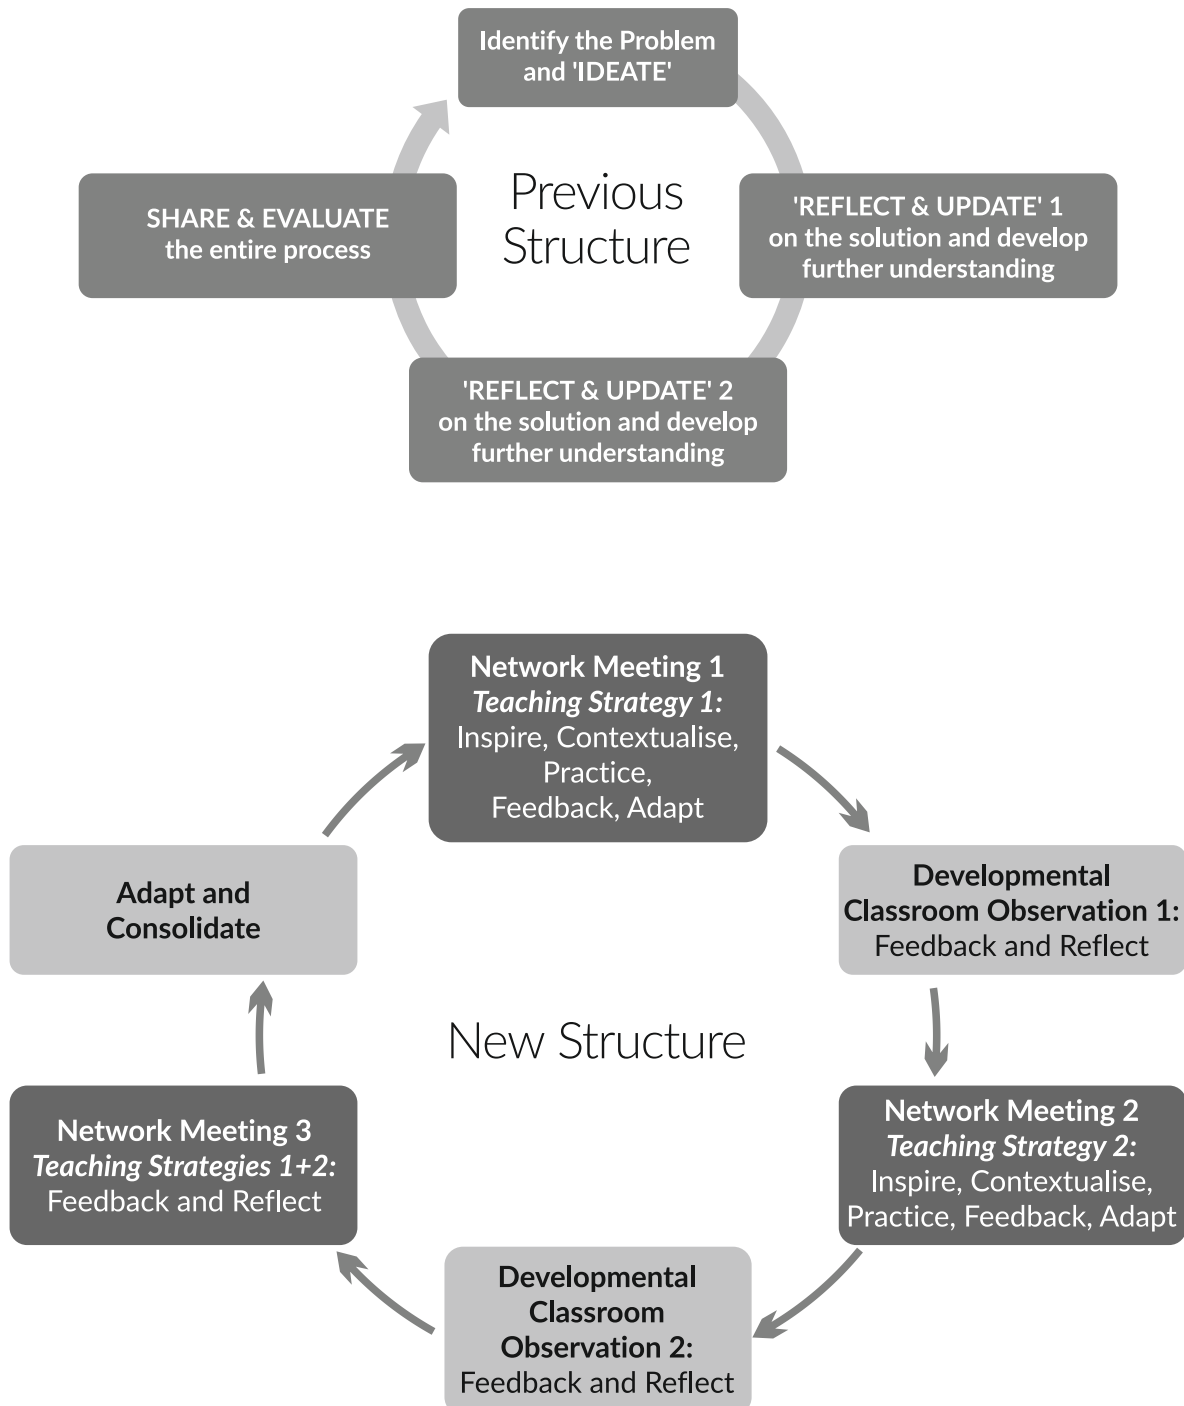 Identify the Problem
and 'IDEATE'
Previous
Structure
SHARE & EVALUATE
the entire process
'REFLECT & UPDATE' 1
on the solution and develop
further understanding
'REFLECT & UPDATE' 2
on the solution and develop
further understanding
Network Meeting 1
Teaching Strategy 1:
Inspire, Contextualise,
Practice,
Feedback, Adapt
Adapt and
Consolidate
Developmental
Classroom Observation 1:
Feedback and Reflect
New Structure
Network Meeting 3
Teaching Strategies 1+2:
Feedback and Reflect
Network Meeting 2
Teaching Strategy 2:
Inspire, Contextualise,
Practice, Feedback, Adapt
Developmental
Classroom
Observation 2:
Feedback and Reflect